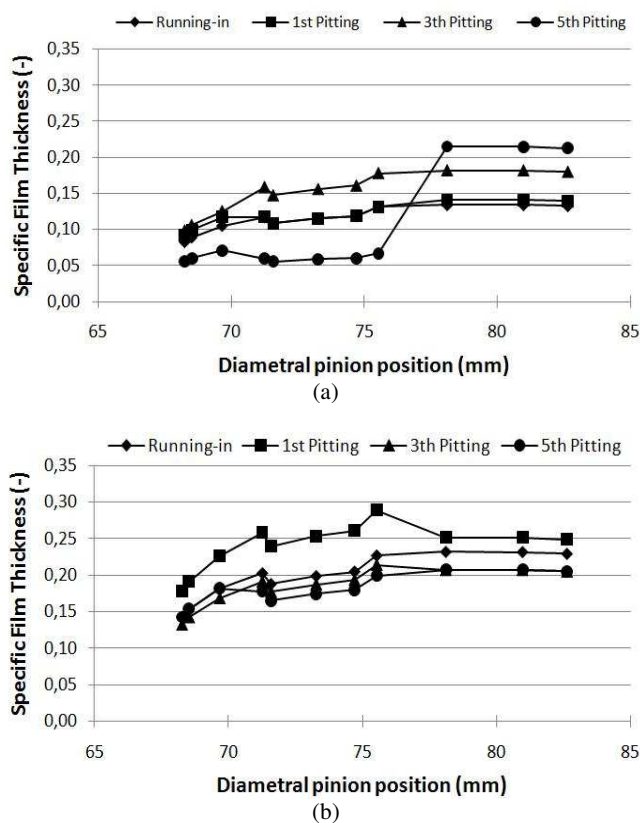 Running-in 1st Pitting 3th Pitting 5th Pitting
0,35
0,30
0,25
0,20
0,15
0,10
0,05
0,00
Specific Film Thickness (-)
65 70 75 80 85
Diametral pinion position (mm)
(a)
Running-in 1st Pitting 3th Pitting 5th Pitting
0,35
0,30
0,25
0,20
0,15
0,10
0,05
0,00
Specific Film Thickness (-)
65 70 75 80 85
Diametral pinion position (mm)
(b)